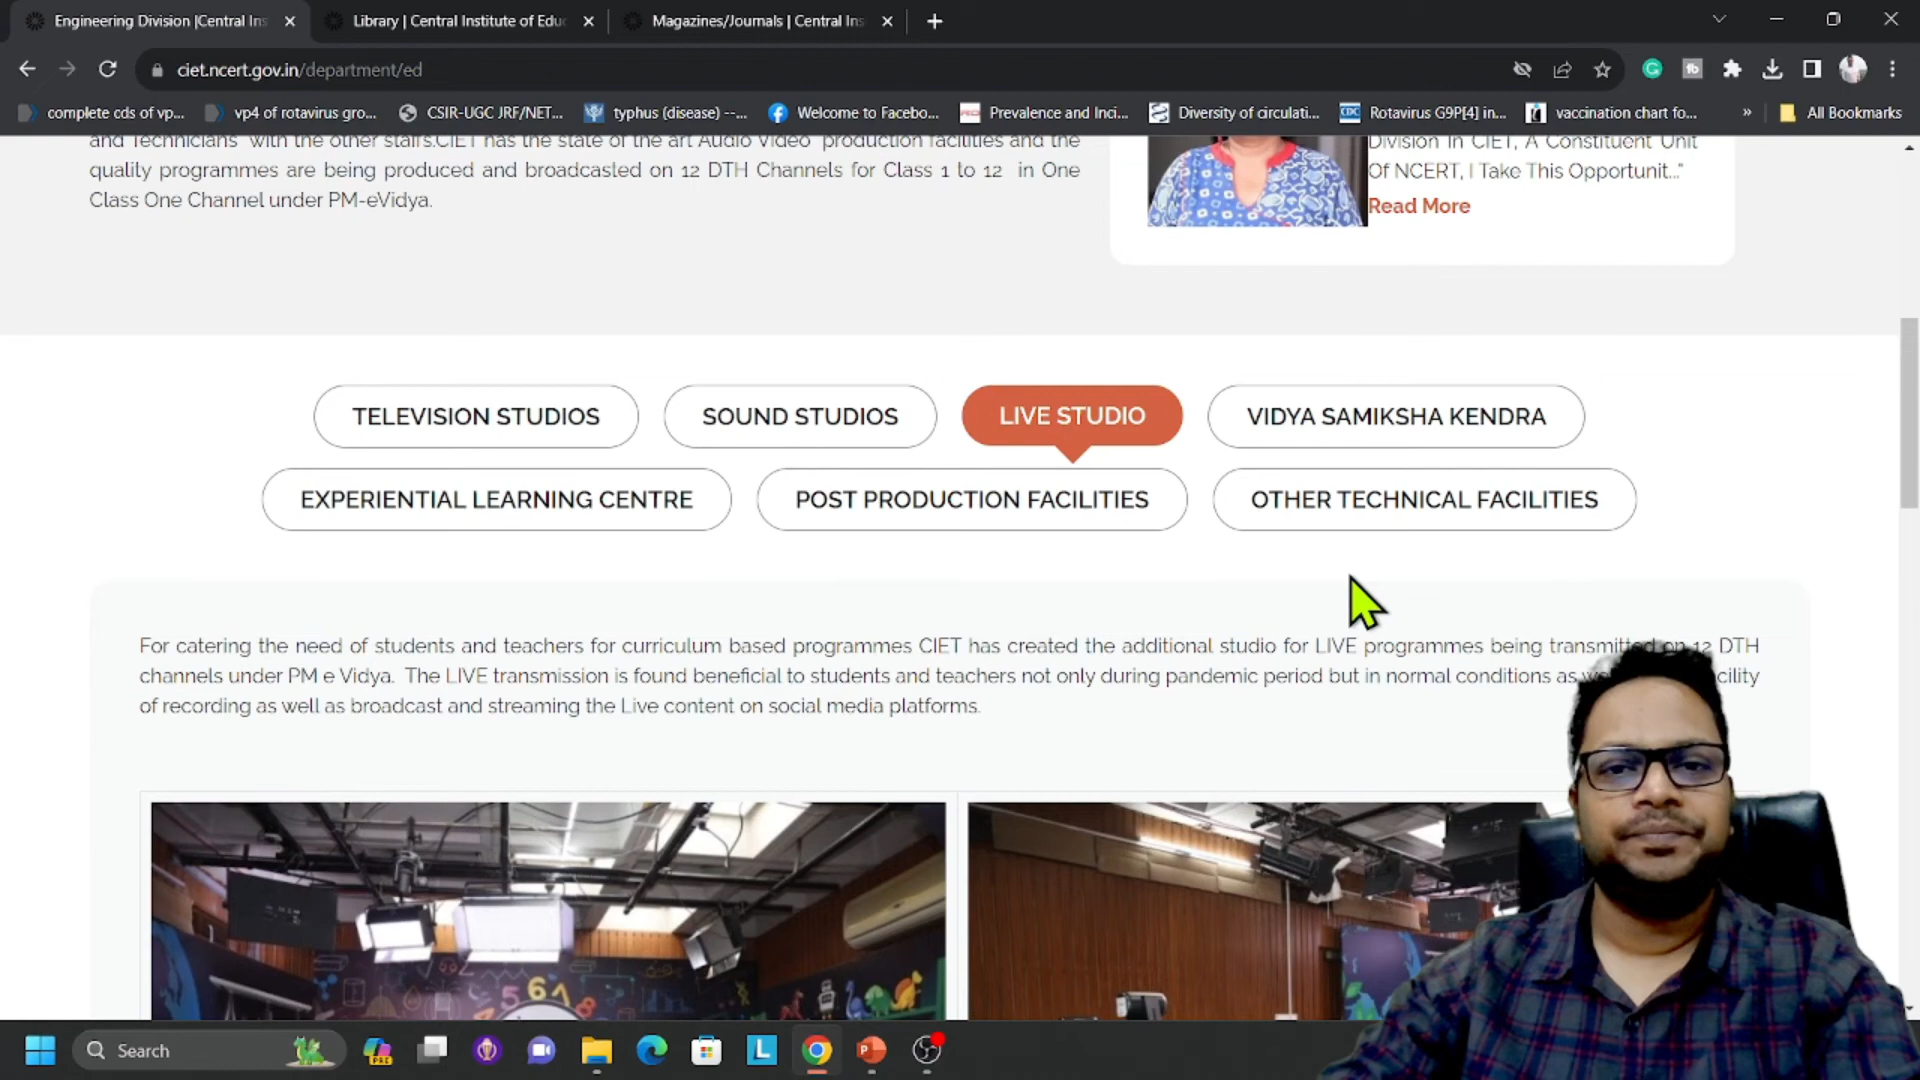 Engineering Division |Central Ins
Library | Central Institute of Educ
Magazines/Journals | Central Ins
ciet.ncert.gov.in/department/ed
complete cds of vp...
vp4 of rotavirus gro...
CSIR-UGC JRF/NET...
typhus (disease) --...
Welcome to Facebo...
Prevalence and Inci...
Diversity of circulati...
CDC
Rotavirus G9P[4] in...
vaccination chart fo...
»
All Bookmarks
and Technicians with the other staffs.CIET has the state of the art Audio Video production facilities and the
quality programmes are being produced and broadcasted on 12 DTH Channels for Class 1 to 12 in One
Class One Channel under PM-eVidya.
Division In CIET, A Constituent Unit
Of NCERT, I Take This Opportunit..."
Read More
TELEVISION STUDIOS
SOUND STUDIOS
LIVE STUDIO
VIDYA SAMIKSHA KENDRA
EXPERIENTIAL LEARNING CENTRE
POST PRODUCTION FACILITIES
OTHER TECHNICAL FACILITIES
For catering the need of students and teachers for curriculum based programmes CIET has created the additional studio for LIVE programmes being transmitted on 12 DTH
channels under PM e Vidya. The LIVE transmission is found beneficial to students and teachers not only during pandemic period but in normal conditions as
of recording as well as broadcast and streaming the Live content on social media platforms.
Search
PRE
L